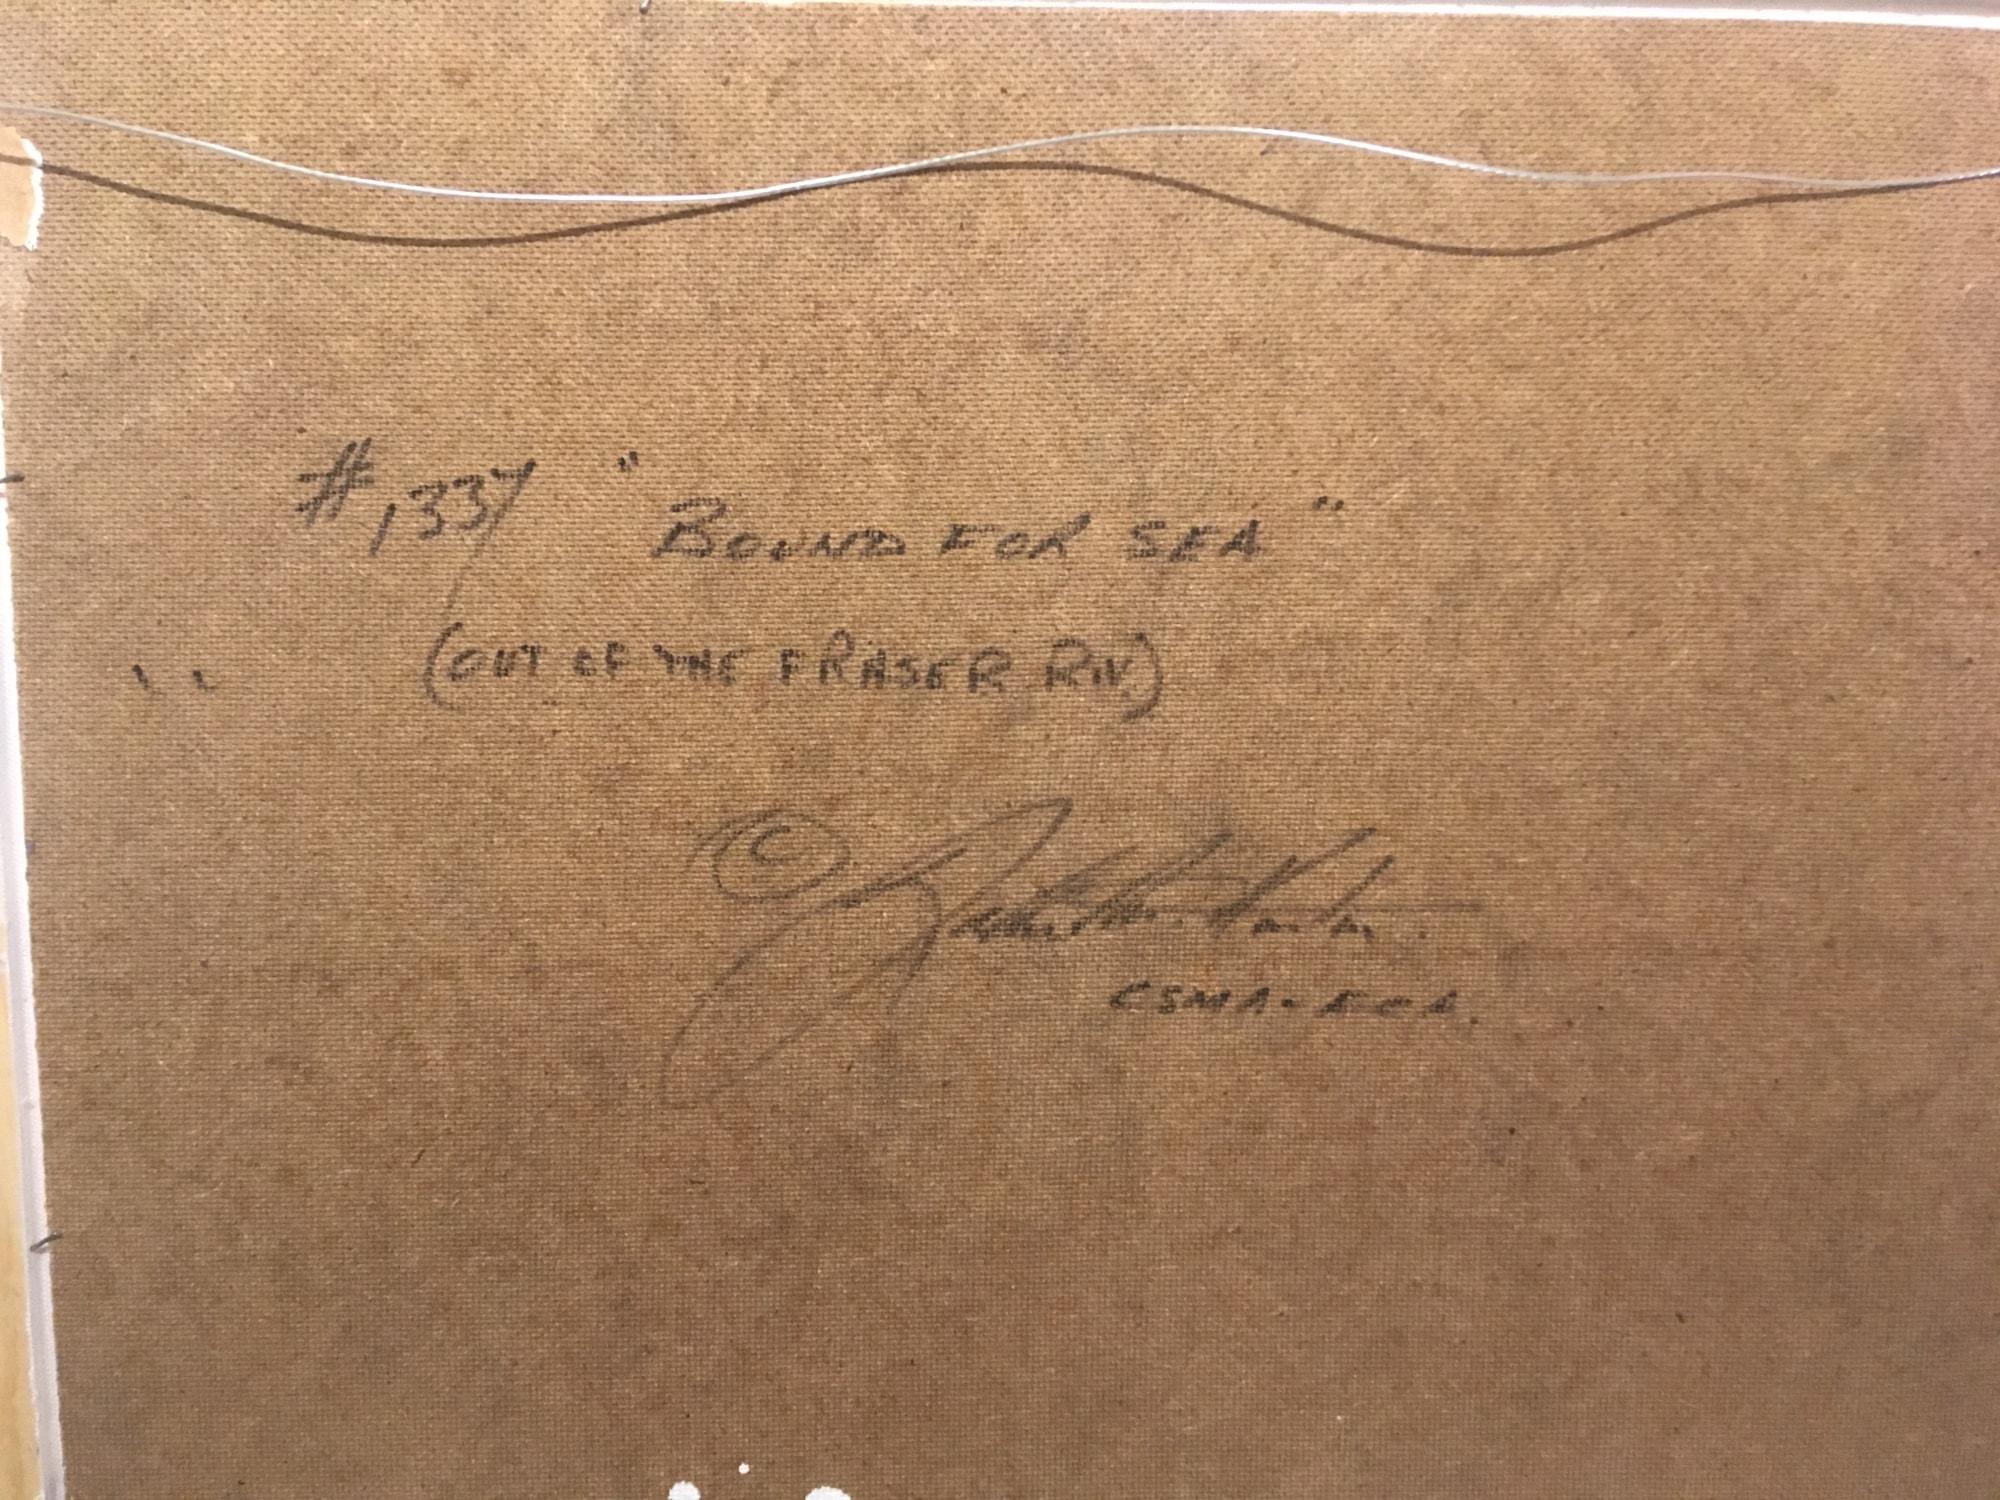 #1337 "BOUND FOR SEA"
(OUT OF THE FRASER RIV.)
©
CSMA-FCA.